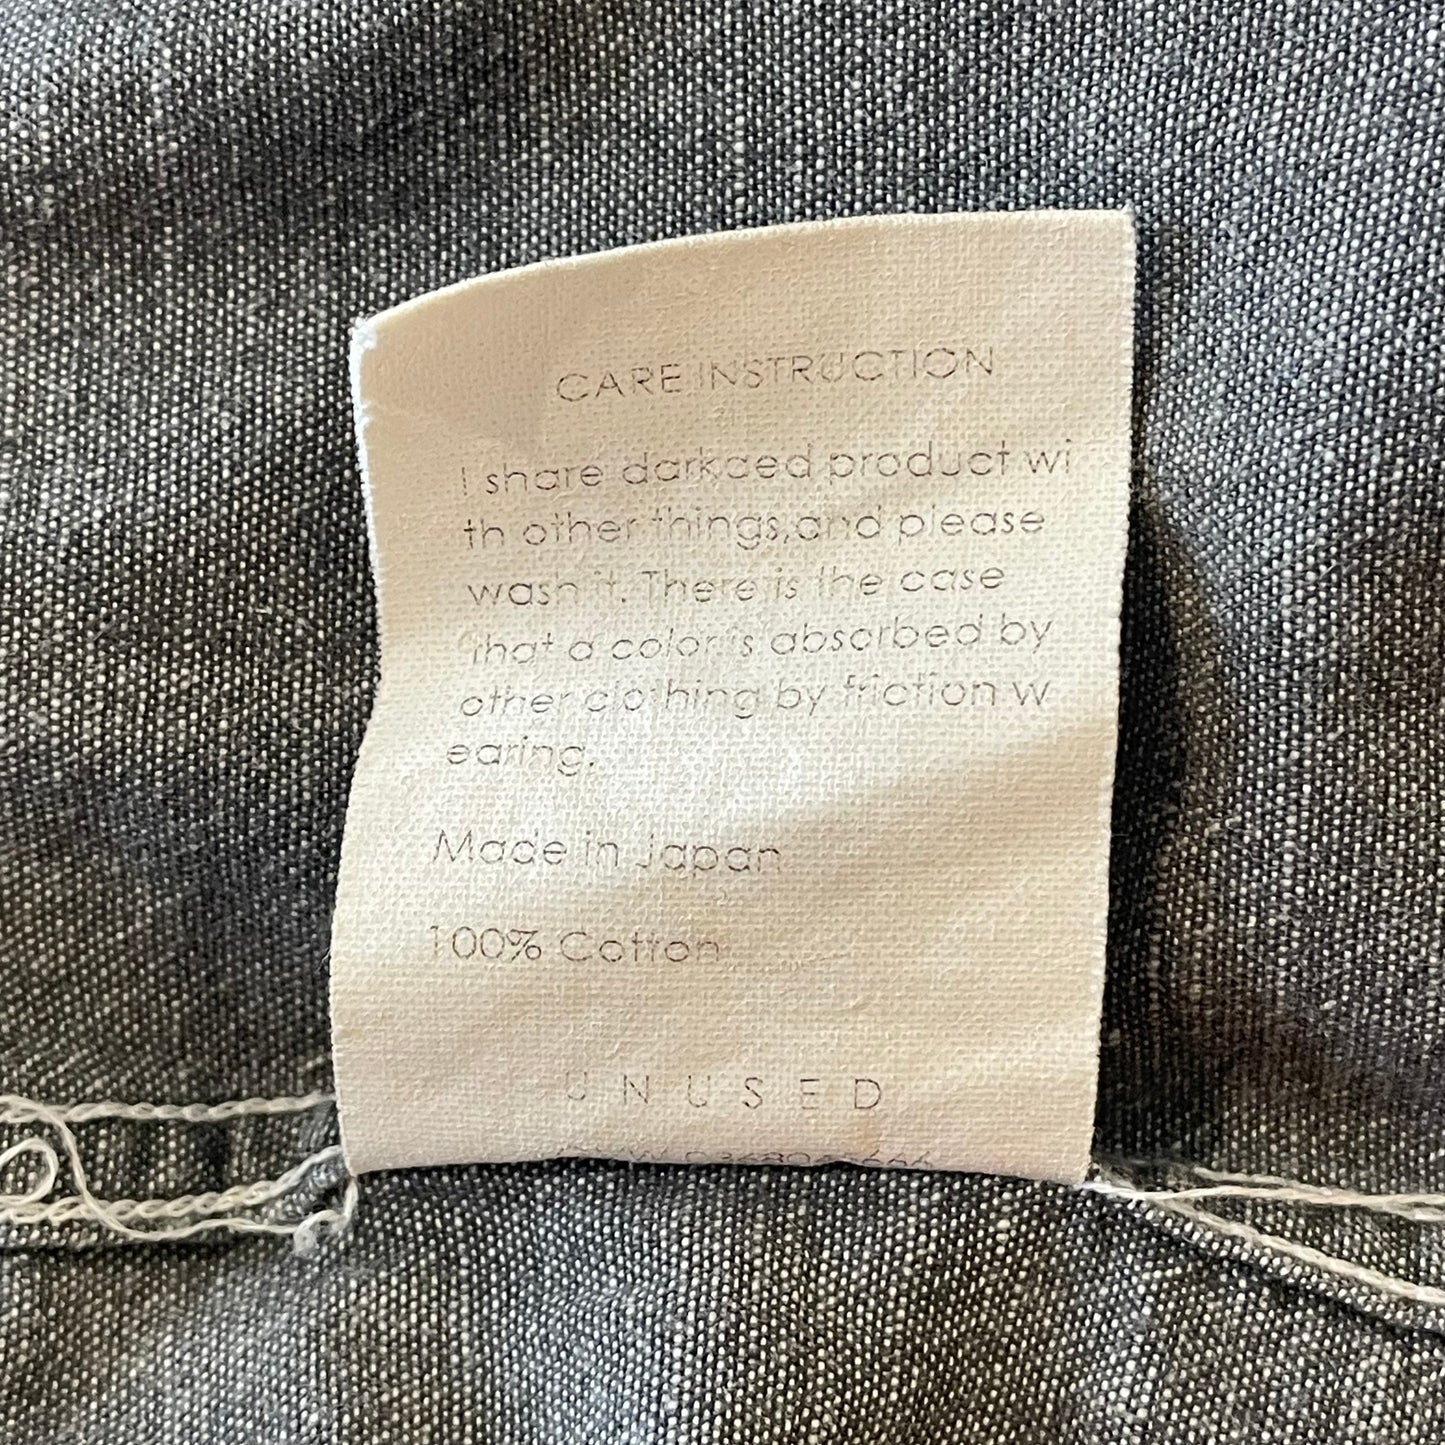 CARE INSTRUCTION
I share darkced product wi
th other things,and please
wash it. There is the case
that a color is absorbed by
other clothing by friction w
earing.
Made in Japan
100% Cotton
UNUSED